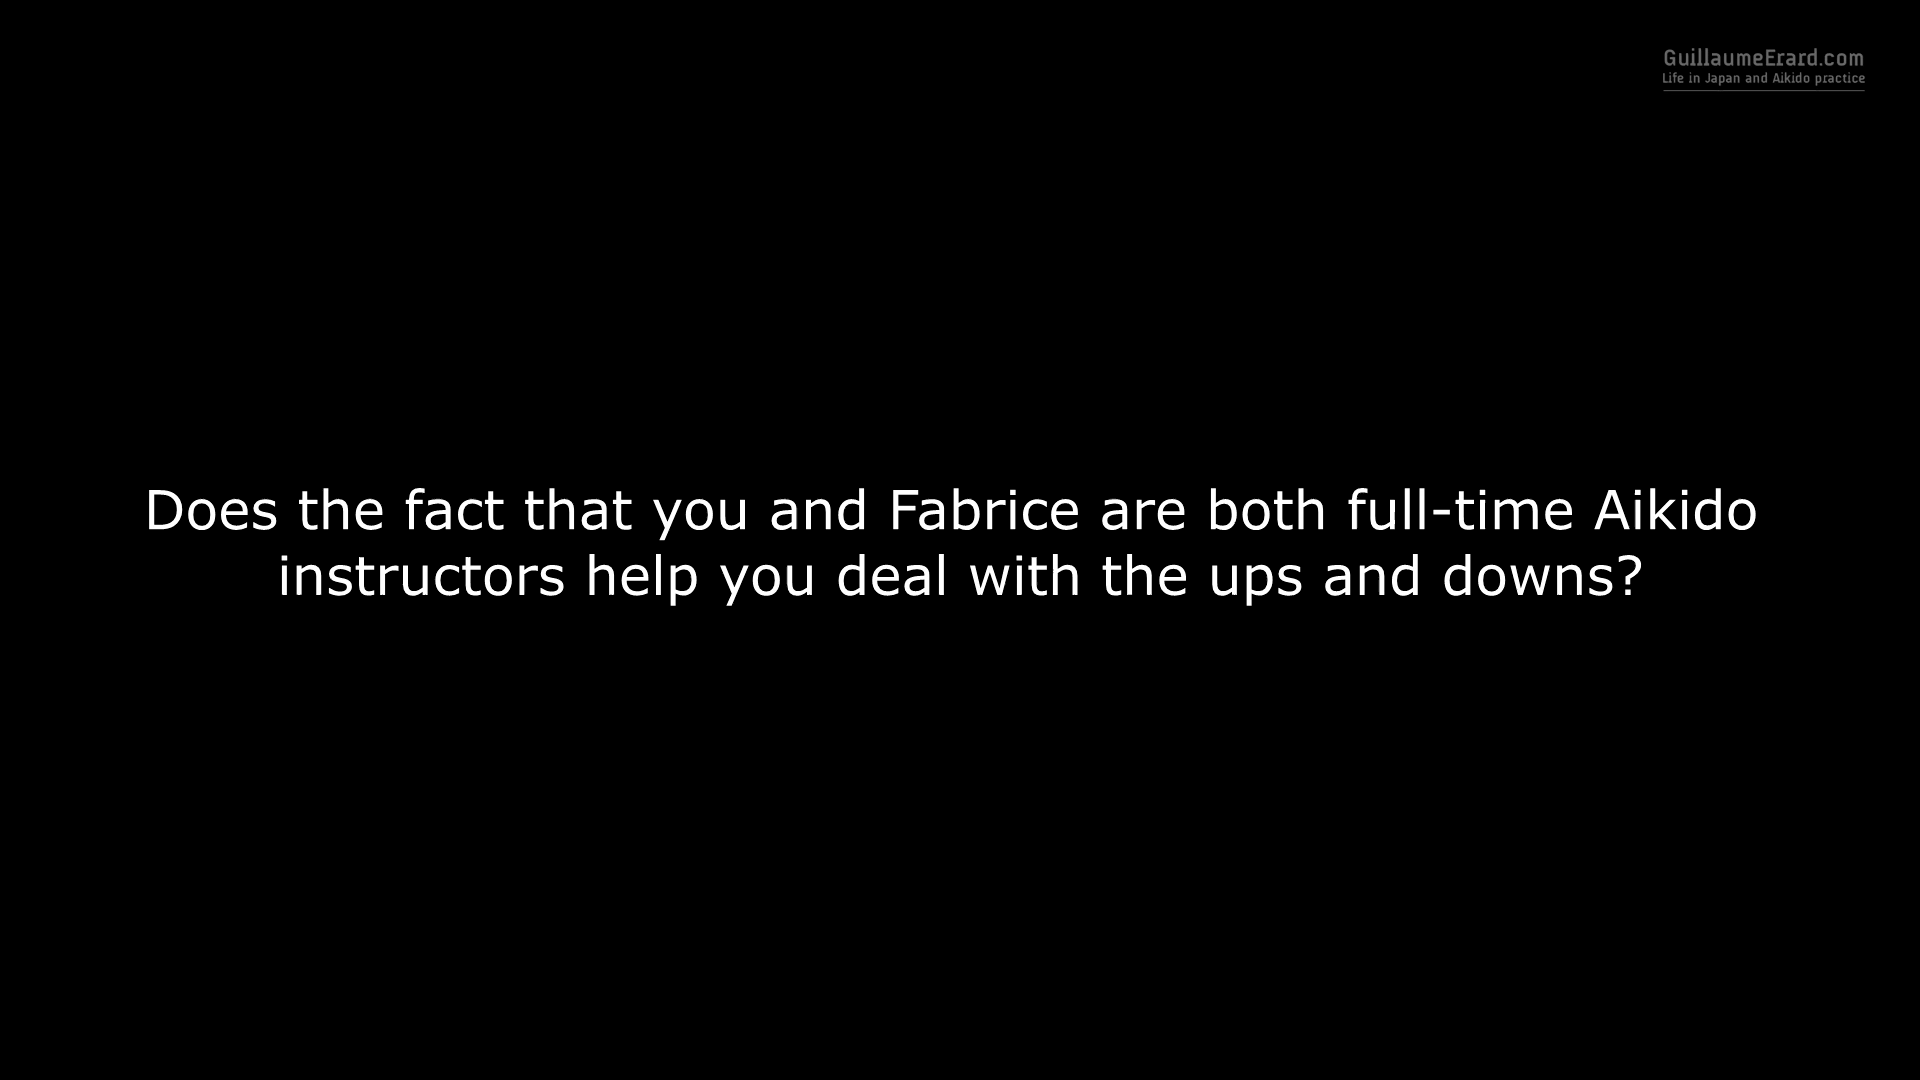 GuillaumeErard.com
Life in Japan and Aikido practice
Does the fact that you and Fabrice are both full-time Aikido
instructors help you deal with the ups and downs?